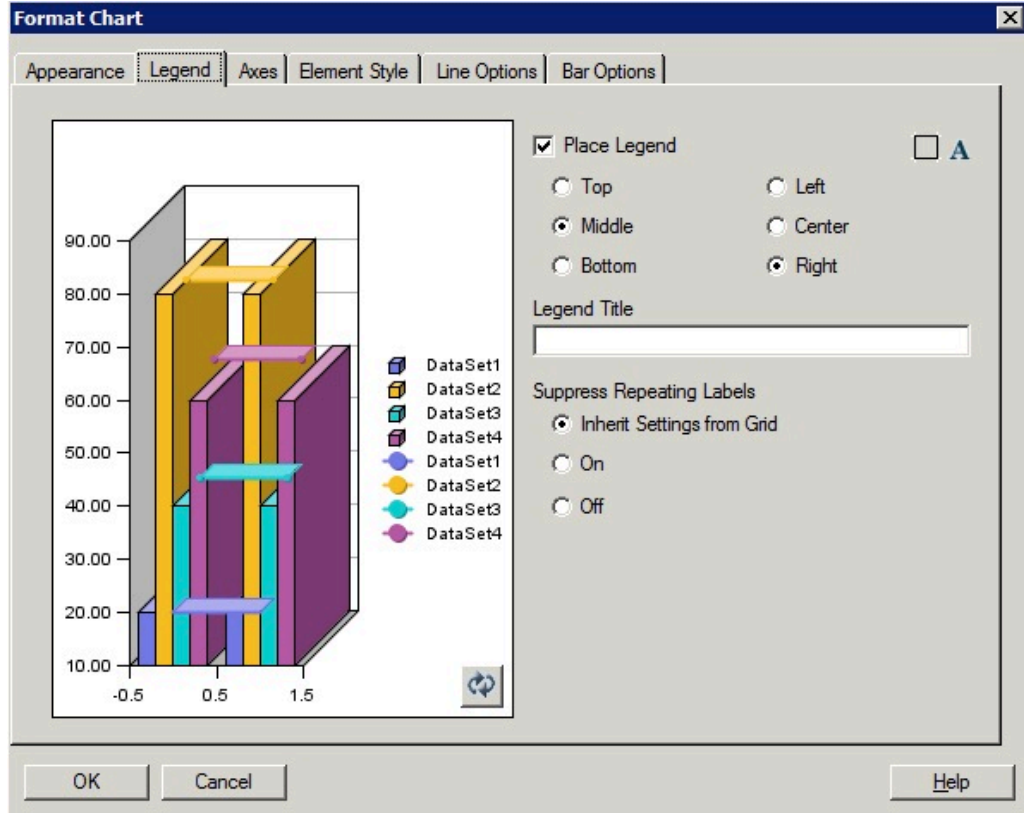 Format Chart
Appearance Legend Axes Element Style Line Options Bar Options
90.00
80.00
70.00
60.00
50.00
40.00
30.00
20.00
10.00
-0.5 0.5 1.5
DataSet1
DataSet2
DataSet3
DataSet4
DataSet1
DataSet2
DataSet3
DataSet4
Place Legend A
Top Left
Middle Center
Bottom Right
Legend Title
Suppress Repeating Labels
Inherit Settings from Grid
On
Off
OK Cancel Help